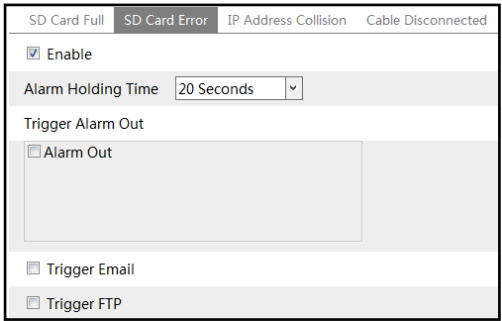 SD Card Full SD Card Error IP Address Collision Cable Disconnected
Enable
Alarm Holding Time 20 Seconds
Trigger Alarm Out
Alarm Out
Trigger Email
Trigger FTP